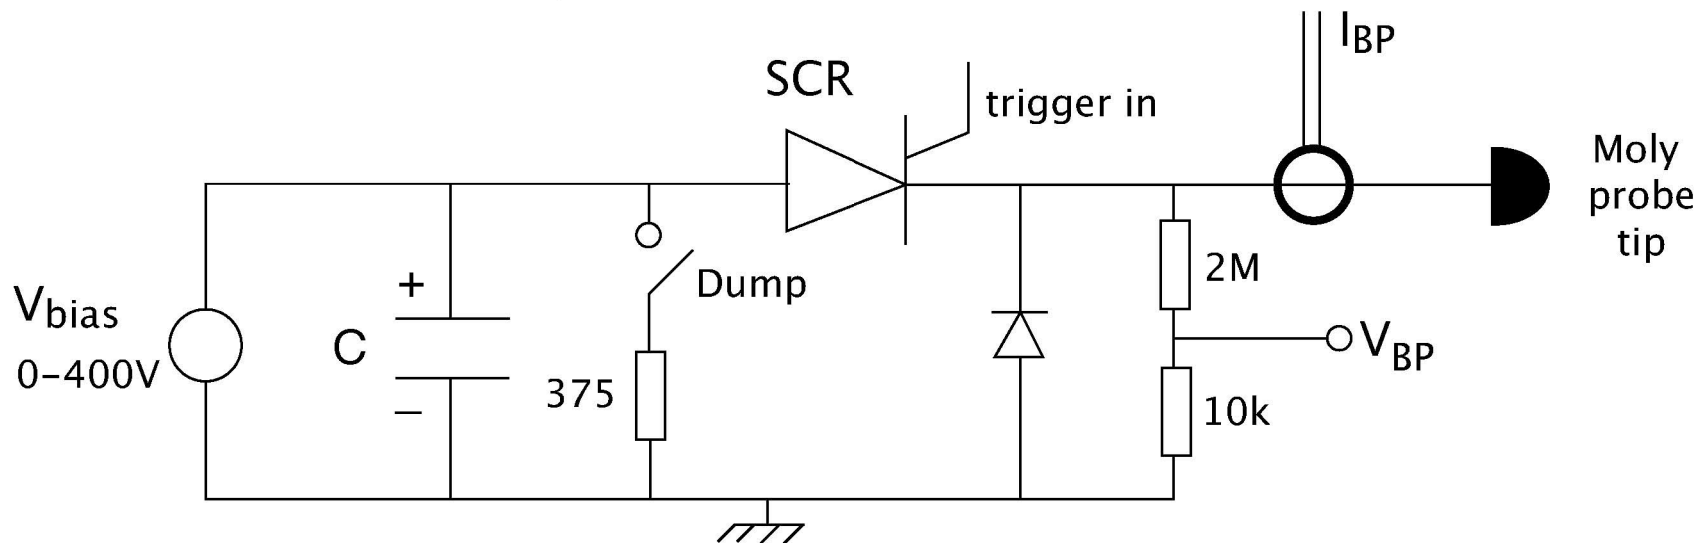 I_BP
SCR
trigger in
Moly
probe
tip
2M
Dump
+
V_bias
C
V_BP
0-400V
375
10k
−